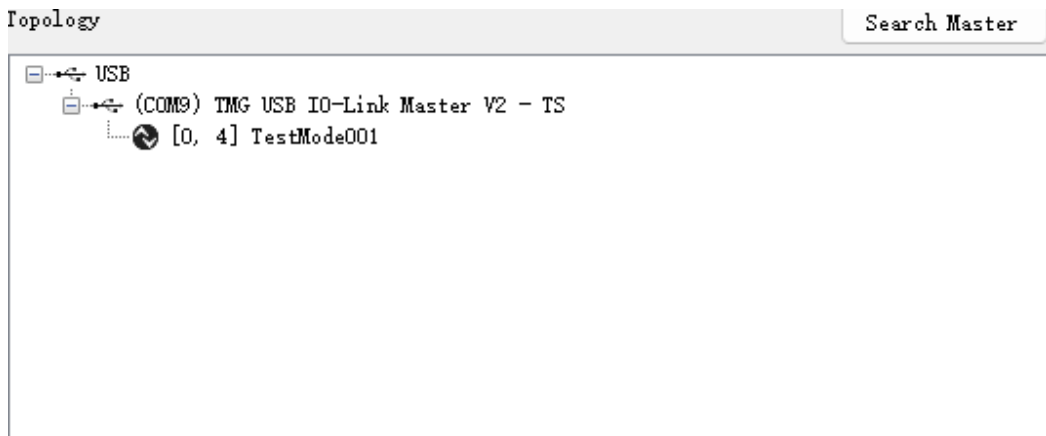 Topology
Search Master
USB
(COM9) TMG USB IO-Link Master V2 - TS
[0, 4] TestMode001